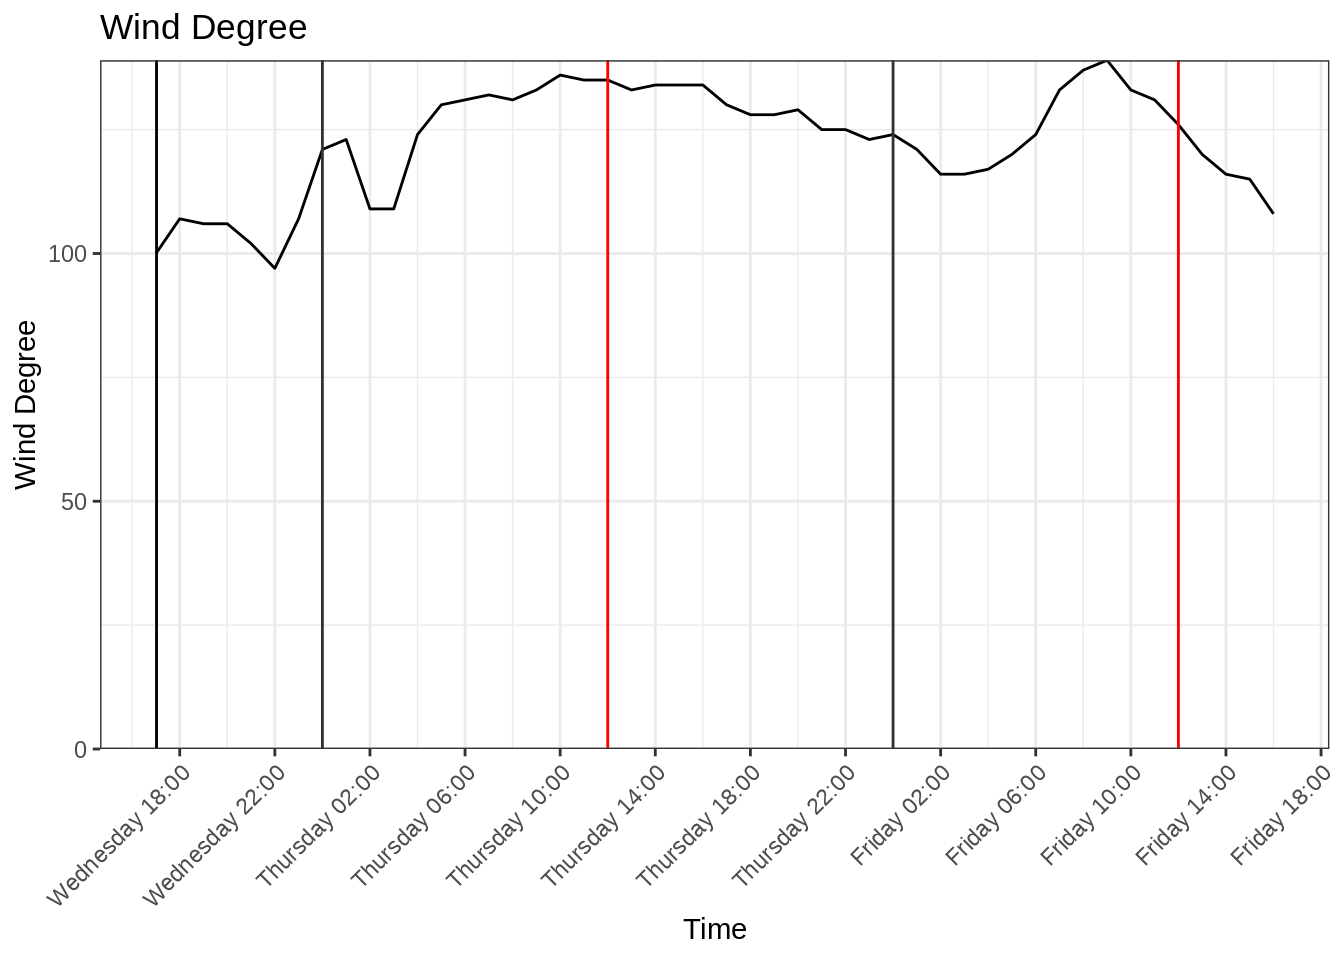 Wind Degree
Wind Degree
100
50
0
Wednesday 18:00
Wednesday 22:00
Thursday 02:00
Thursday 06:00
Thursday 10:00
Thursday 14:00
Thursday 18:00
Thursday 22:00
Friday 02:00
Friday 06:00
Friday 10:00
Friday 14:00
Friday 18:00
Time